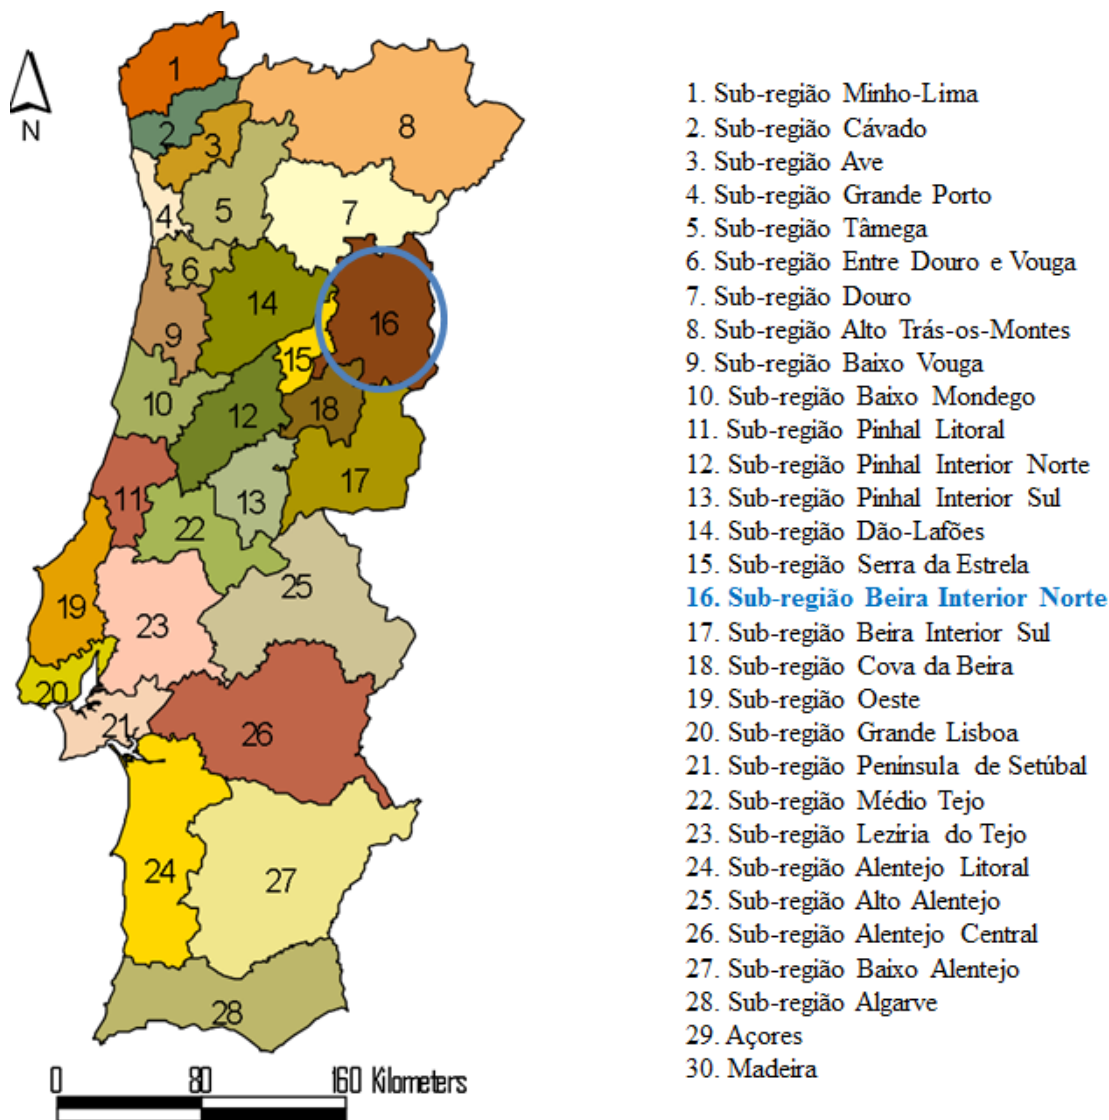 N
1
2
3
4
5
6
7
8
9
10
11
12
13
14
15
16
17
18
19
20
21
22
23
24
25
26
27
28
0 80 160 Kilometers
1. Sub-região Minho-Lima
2. Sub-região Cávado
3. Sub-região Ave
4. Sub-região Grande Porto
5. Sub-região Tâmega
6. Sub-região Entre Douro e Vouga
7. Sub-região Douro
8. Sub-região Alto Trás-os-Montes
9. Sub-região Baixo Vouga
10. Sub-região Baixo Mondego
11. Sub-região Pinhal Litoral
12. Sub-região Pinhal Interior Norte
13. Sub-região Pinhal Interior Sul
14. Sub-região Dão-Lafões
15. Sub-região Serra da Estrela
16. Sub-região Beira Interior Norte
17. Sub-região Beira Interior Sul
18. Sub-região Cova da Beira
19. Sub-região Oeste
20. Sub-região Grande Lisboa
21. Sub-região Península de Setúbal
22. Sub-região Médio Tejo
23. Sub-região Lezíria do Tejo
24. Sub-região Alentejo Litoral
25. Sub-região Alto Alentejo
26. Sub-região Alentejo Central
27. Sub-região Baixo Alentejo
28. Sub-região Algarve
29. Açores
30. Madeira